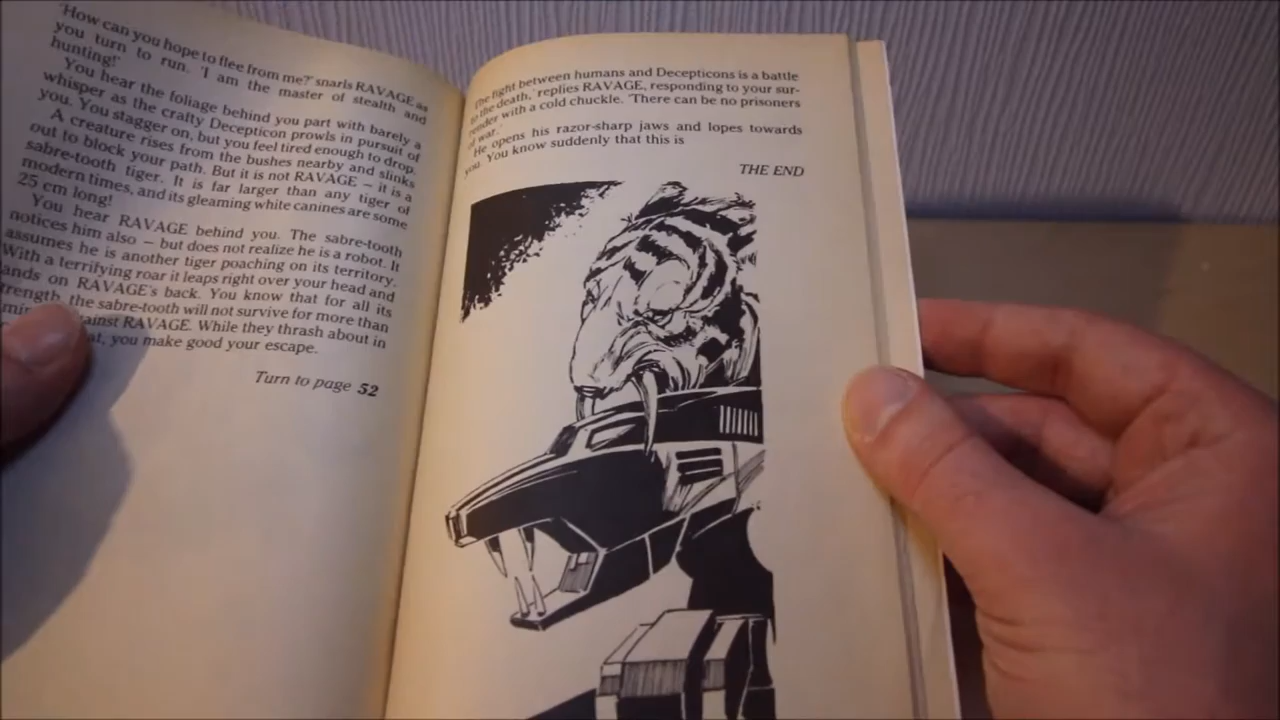 'How can you hope to flee from me?' snarls RAVAGE as
you turn to run. 'I am the master of stealth and
hunting!'
You hear the foliage behind you part with barely a
whisper as the crafty Decepticon prowls in pursuit of
you. You stagger on, but you feel tired enough to drop.
A creature rises from the bushes nearby and slinks
out to block your path. But it is not RAVAGE – it is a
sabre-tooth tiger. It is far larger than any tiger of
modern times, and its gleaming white canines are some
25 cm long!
You hear RAVAGE behind you. The sabre-tooth
notices him also – but does not realize he is a robot. It
assumes he is another tiger poaching on its territory.
With a terrifying roar it leaps right over your head and
lands on RAVAGE's back. You know that for all its
strength, the sabre-tooth will not survive for more than
against RAVAGE. While they thrash about in
you make good your escape.
Turn to page 52
The fight between humans and Decepticons is a battle
to the death,' replies RAVAGE, responding to your sur-
render with a cold chuckle. 'There can be no prisoners
of war.'
He opens his razor-sharp jaws and lopes towards
you. You know suddenly that this is
THE END